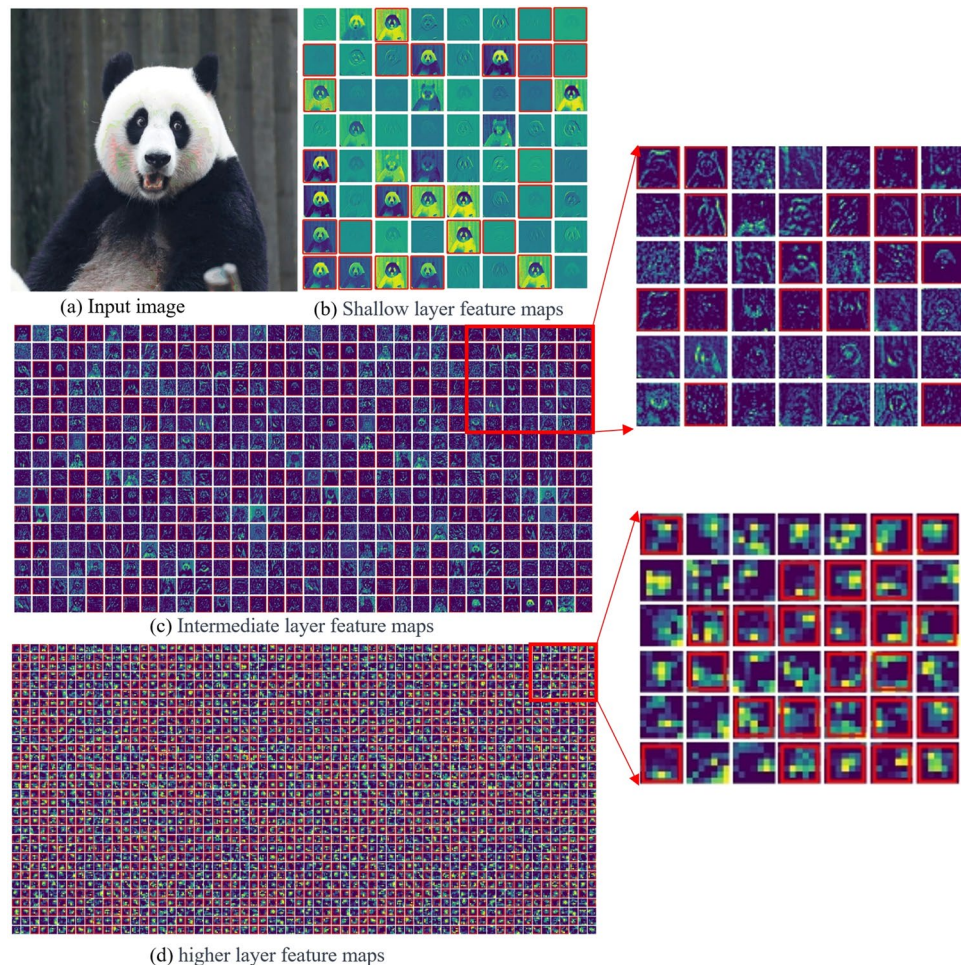 (a) Input image
(b) Shallow layer feature maps
(c) Intermediate layer feature maps
(d) higher layer feature maps